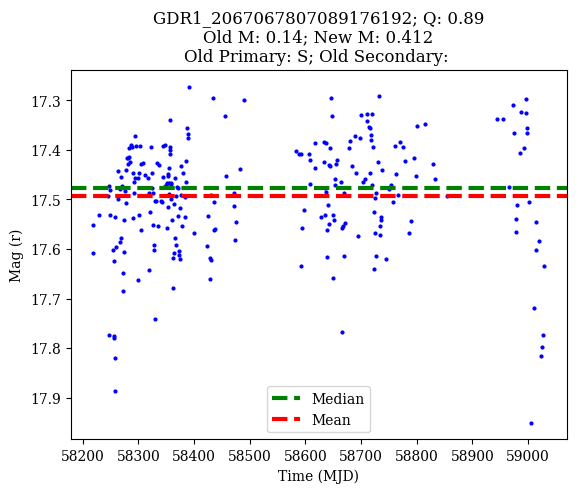 GDR1_2067067807089176192; Q: 0.89
Old M: 0.14; New M: 0.412
Old Primary: S; Old Secondary:
17.3
17.4
17.5
17.6
17.7
17.8
17.9
Mag (r)
Median
Mean
58200 58300 58400 58500 58600 58700 58800 58900 59000
Time (MJD)